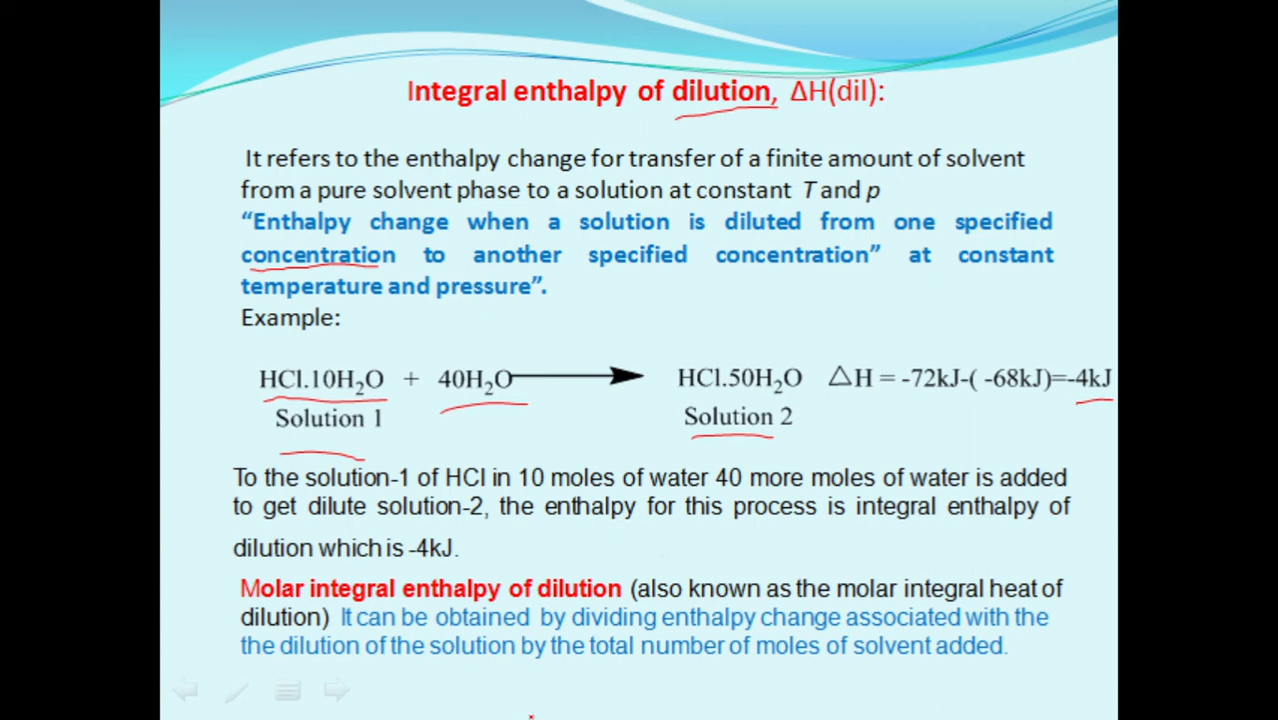 Integral enthalpy of dilution, ΔH(dil):
It refers to the enthalpy change for transfer of a finite amount of solvent
from a pure solvent phase to a solution at constant T and p
“Enthalpy change when a solution is diluted from one specified
concentration to another specified concentration” at constant
temperature and pressure”.
Example:
HCl.10H₂O + 40H₂O ⟶ HCl.50H₂O △H = -72kJ-( -68kJ)=-4kJ
Solution 1 Solution 2
To the solution-1 of HCl in 10 moles of water 40 more moles of water is added
to get dilute solution-2, the enthalpy for this process is integral enthalpy of
dilution which is -4kJ.
Molar integral enthalpy of dilution (also known as the molar integral heat of
dilution) It can be obtained by dividing enthalpy change associated with the
the dilution of the solution by the total number of moles of solvent added.